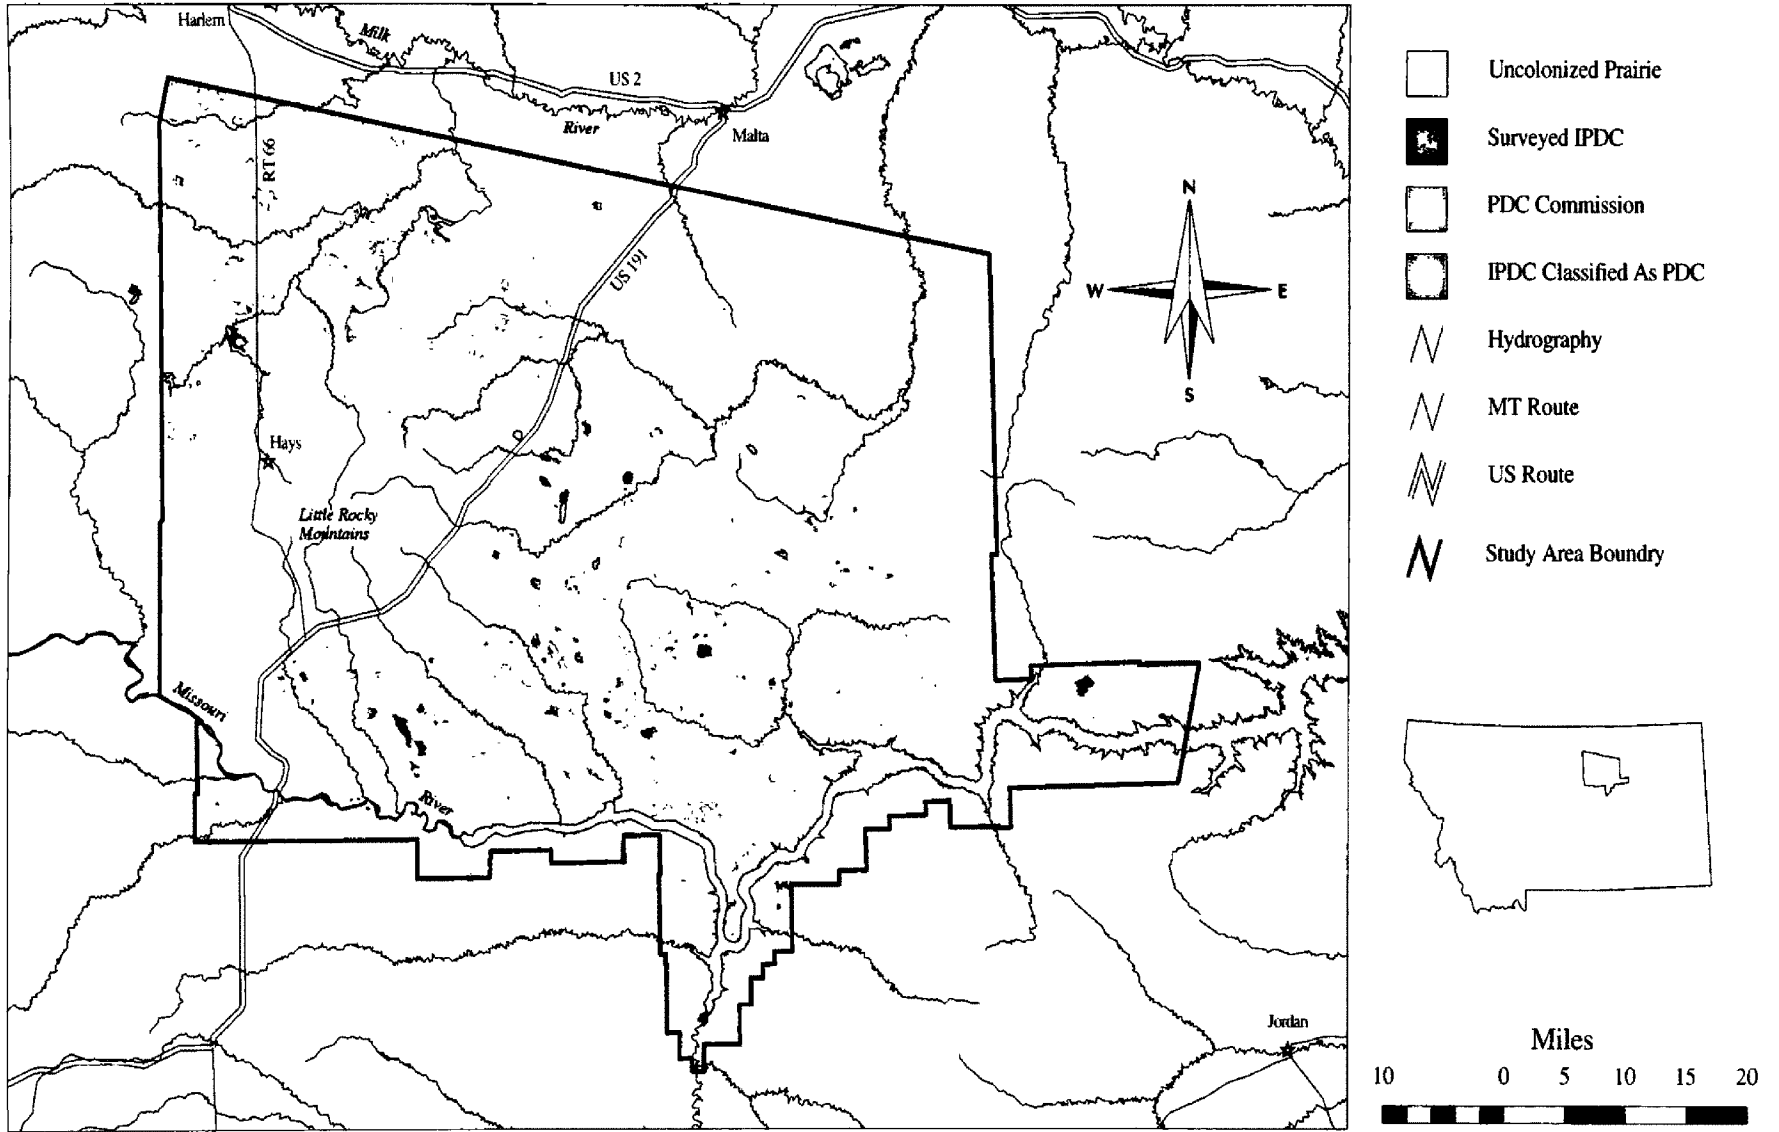 Harlem
Milk
US 2
River
Malta
RT 66
US 191
N
W
E
S
Hays
Little Rocky
Mountains
Missouri
River
Jordan
Uncolonized Prairie
Surveyed IPDC
PDC Commission
IPDC Classified As PDC
Hydrography
MT Route
US Route
Study Area Boundry
Miles
10 0 5 10 15 20